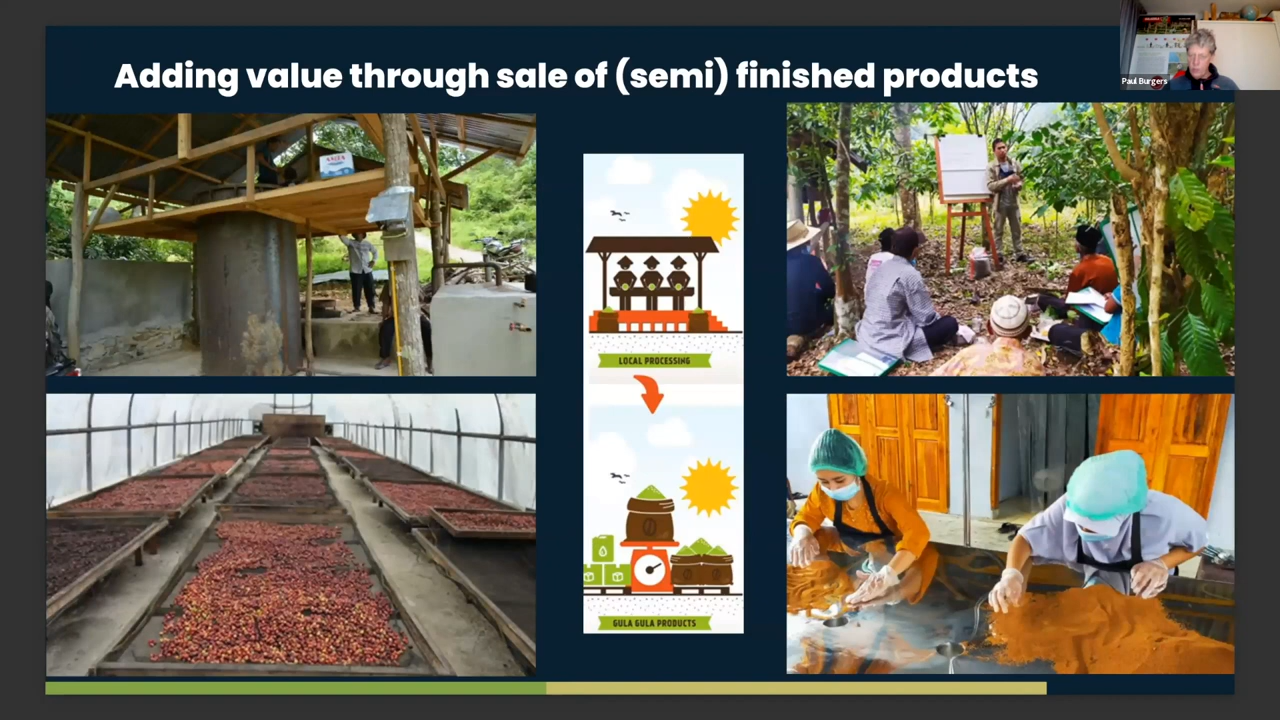 Adding value through sale of (semi) finished products
Paul Burgers
LOCAL PROCESSING
GULA GULA PRODUCTS